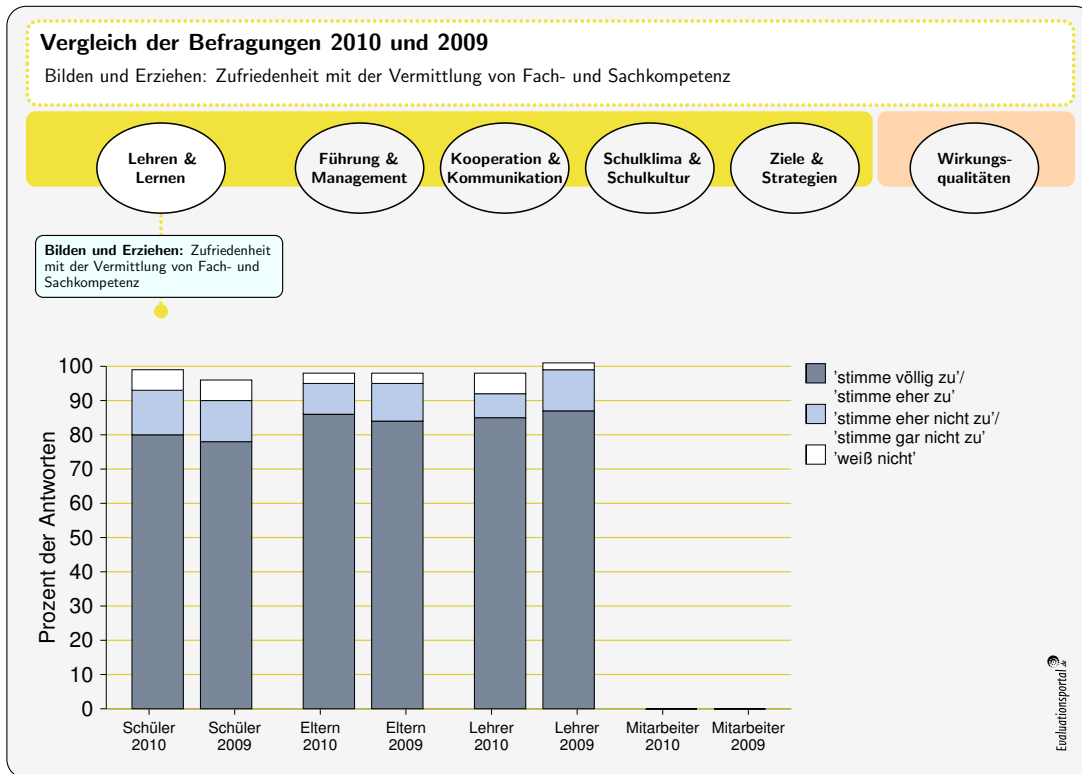 Vergleich der Befragungen 2010 und 2009
Bilden und Erziehen: Zufriedenheit mit der Vermittlung von Fach- und Sachkompetenz
Lehren &
Lernen
Führung &
Management
Kooperation &
Kommunikation
Schulklima &
Schulkultur
Ziele &
Strategien
Wirkungs-
qualitäten
Bilden und Erziehen: Zufriedenheit
mit der Vermittlung von Fach- und
Sachkompetenz
Prozent der Antworten
100
90
80
70
60
50
40
30
20
10
0
Schüler
2010
Schüler
2009
Eltern
2010
Eltern
2009
Lehrer
2010
Lehrer
2009
Mitarbeiter
2010
Mitarbeiter
2009
'stimme völlig zu'/
'stimme eher zu'
'stimme eher nicht zu'/
'stimme gar nicht zu'
'weiß nicht'
Evaluationsportal.de